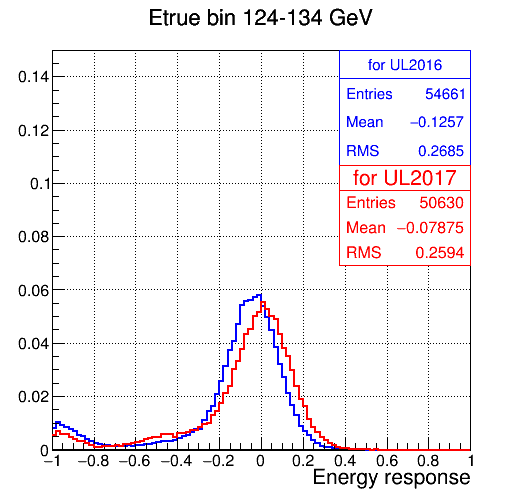 Etrue bin 124-134 GeV
for UL2016
Entries 54661
Mean −0.1257
RMS 0.2685
for UL2017
Entries 50630
Mean −0.07875
RMS 0.2594
0.14
0.12
0.1
0.08
0.06
0.04
0.02
0
−1 −0.8 −0.6 −0.4 −0.2 0 0.2 0.4 0.6 0.8 1
Energy response